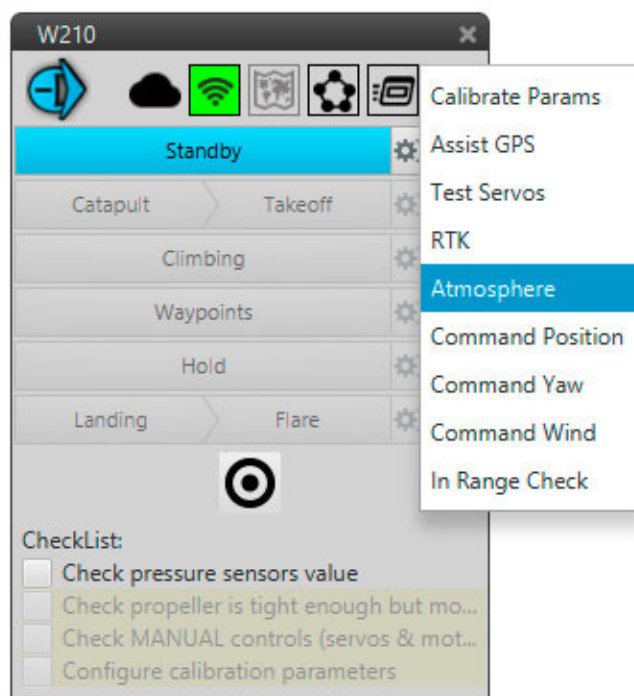 W210
Standby
Catapult
Takeoff
Climbing
Waypoints
Hold
Landing
Flare
CheckList:
Check pressure sensors value
Check propeller is tight enough but mo...
Check MANUAL controls (servos & mot...
Configure calibration parameters
Calibrate Params
Assist GPS
Test Servos
RTK
Atmosphere
Command Position
Command Yaw
Command Wind
In Range Check